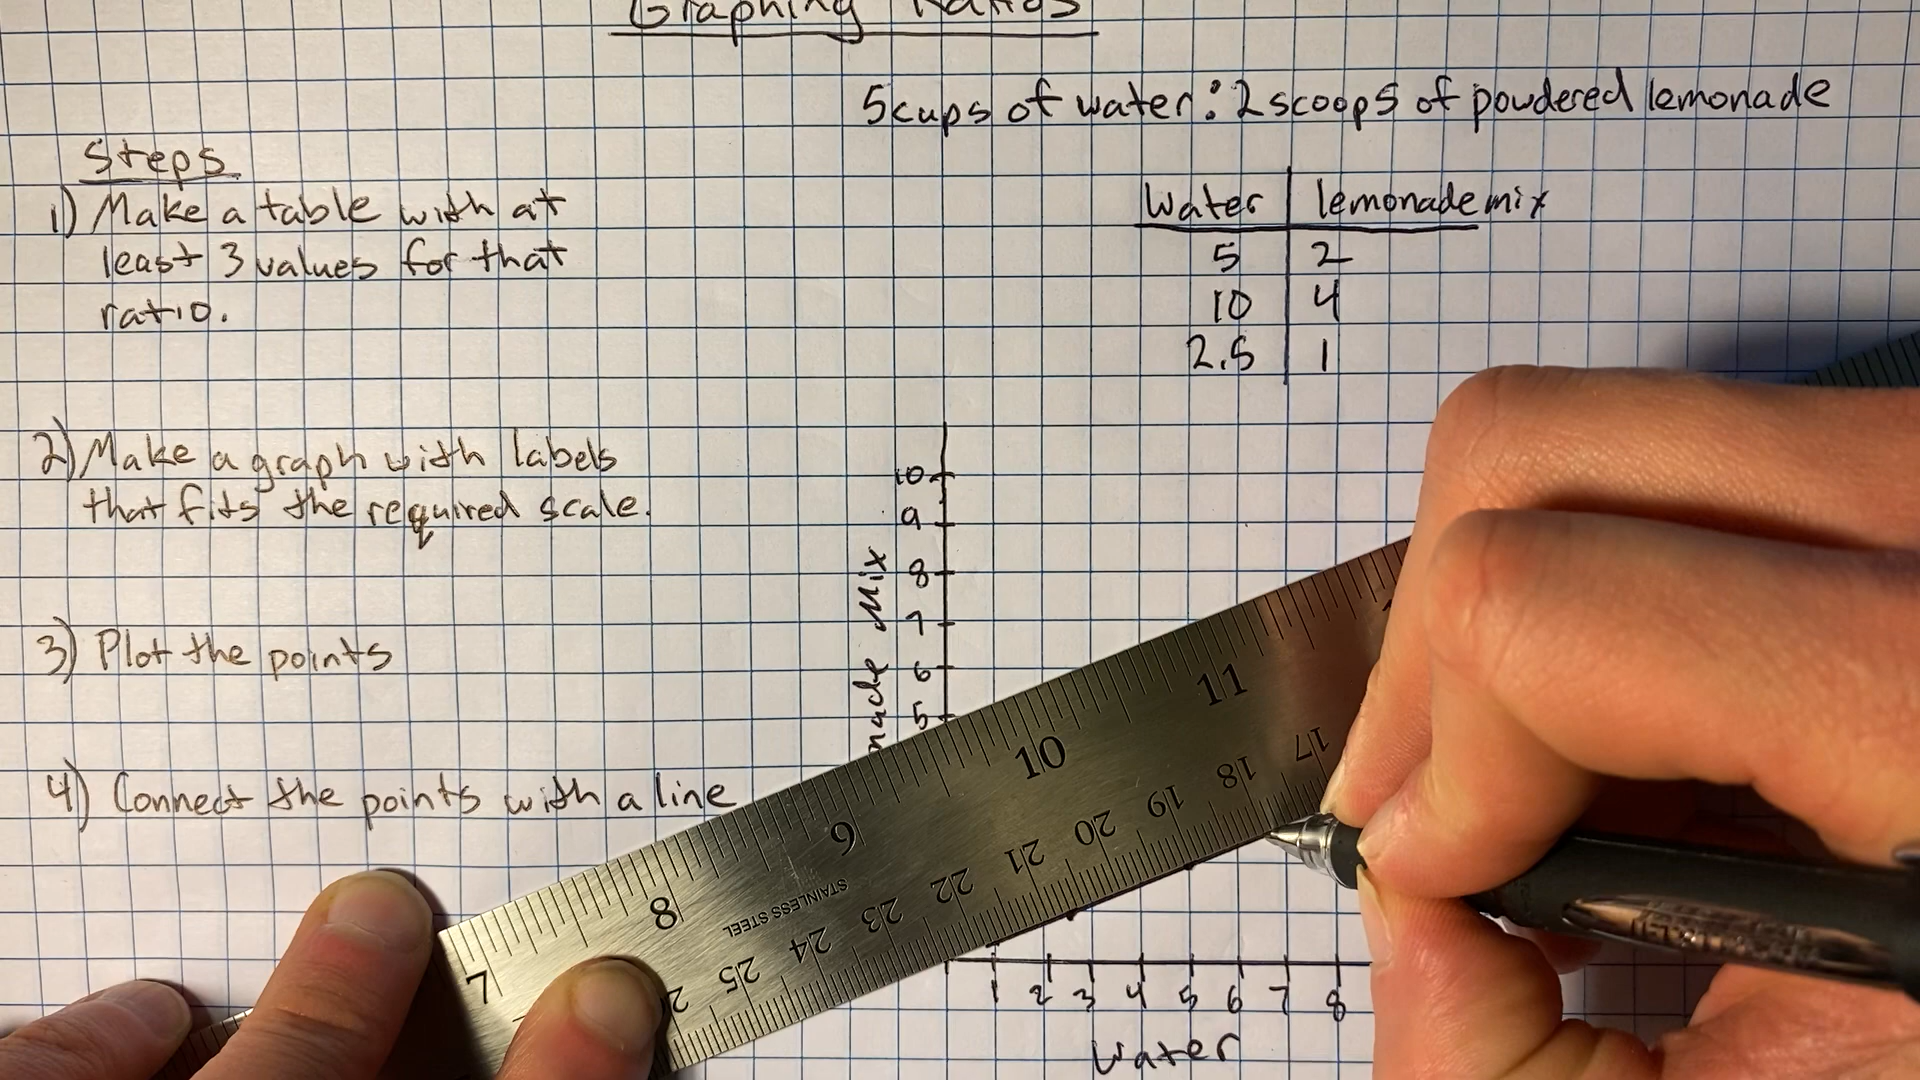 Graphing Ratios
5cups of water : 2 scoops of powdered lemonade
Steps
1) Make a table with at
least 3 values for that
ratio.
Water lemonade mix
5 2
10 4
2.5 1
2) Make a graph with labels
that fits the required scale.
3) Plot the points
4) Connect the points with a line
10
9
8
7
6
5
Mix
1 2 3 4 5 6 7 8
Water
7 8 9 10 11
STAINLESS STEEL
25 24 23 22 21 20 19 18 17